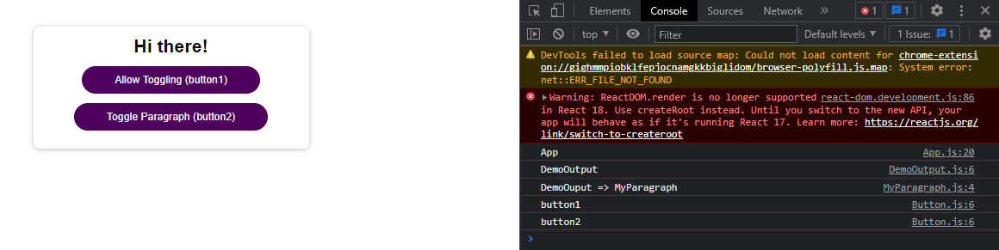 Hi there!
Allow Toggling (button1)
Toggle Paragraph (button2)
Elements Console Sources Network » 1 1
top ▼ Filter Default levels ▼ 1 Issue: 1
DevTools failed to load source map: Could not load content for chrome-extensi
on://gighmmpiobklfepjocnamgkkbiglidom/browser-polyfill.js.map: System error:
net::ERR_FILE_NOT_FOUND
▶Warning: ReactDOM.render is no longer supported react-dom.development.js:86
in React 18. Use createRoot instead. Until you switch to the new API, your
app will behave as if it's running React 17. Learn more: https://reactjs.org/
link/switch-to-createroot
App App.js:20
DemoOutput DemoOutput.js:6
DemoOuput => MyParagraph MyParagraph.js:4
button1 Button.js:6
button2 Button.js:6
>